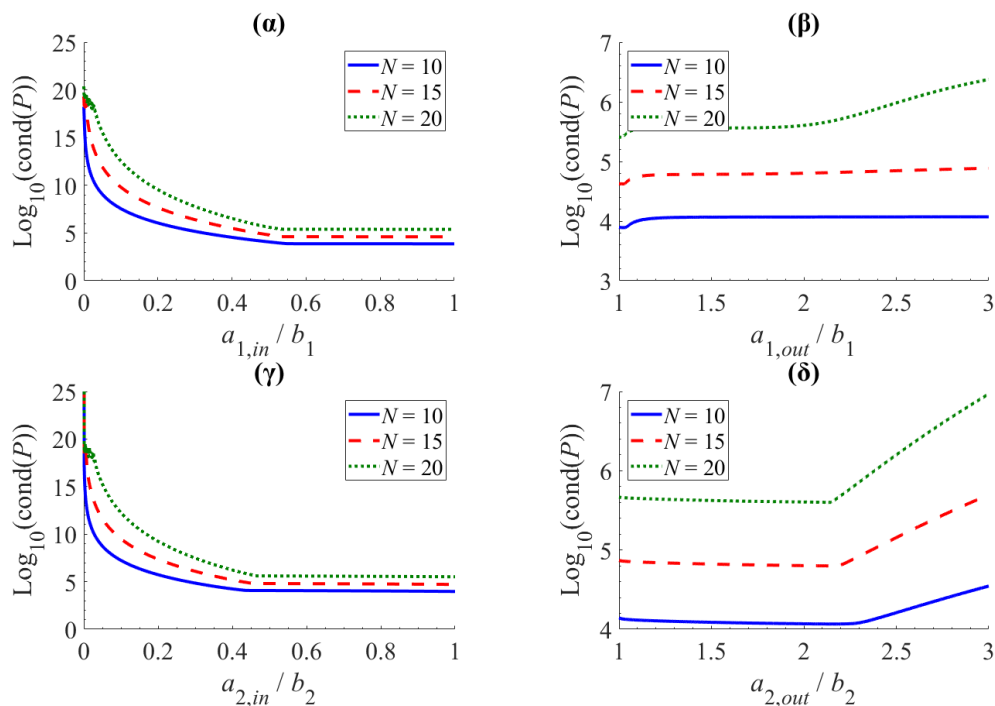 (α)
Log10(cond(P))
25
20
15
10
5
0
N = 10
N = 15
N = 20
0 0.2 0.4 0.6 0.8 1
a1,in / b1
(β)
Log10(cond(P))
7
6
5
4
3
N = 10
N = 15
N = 20
1 1.5 2 2.5 3
a1,out / b1
(γ)
Log10(cond(P))
25
20
15
10
5
0
N = 10
N = 15
N = 20
0 0.2 0.4 0.6 0.8 1
a2,in / b2
(δ)
Log10(cond(P))
7
6
5
4
N = 10
N = 15
N = 20
1 1.5 2 2.5 3
a2,out / b2